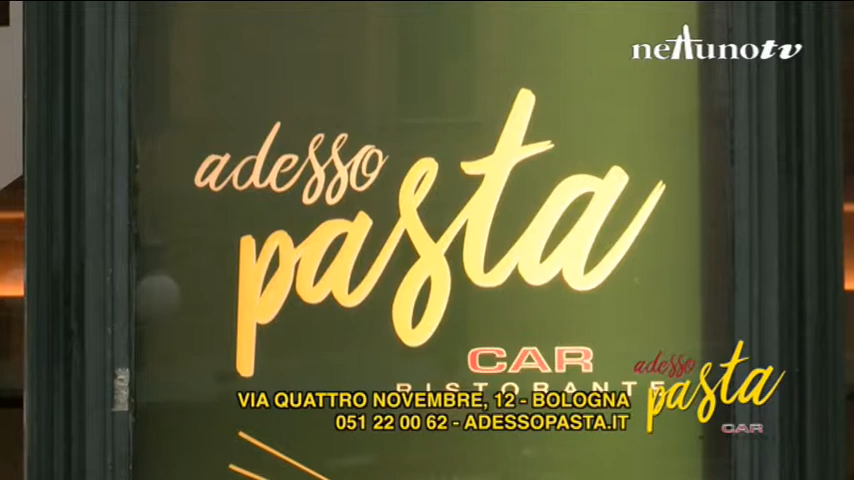 nettunotv
adesso
pasta
CAR
RISTORANTE
VIA QUATTRO NOVEMBRE, 12 - BOLOGNA
051 22 00 62 - ADESSOPASTA.IT
adesso
pasta
CAR